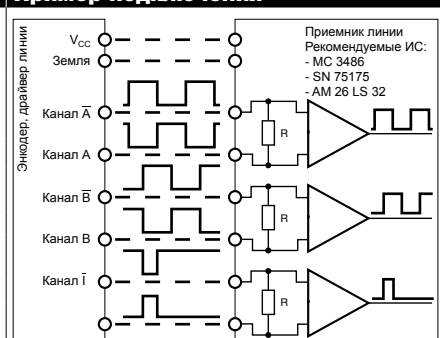 Пример подключения
Энкодер, драйвер линии
V_CC
Земля
Канал A̅
Канал A
Канал B̅
Канал B
Канал I̅
Приемник линии
Рекомендуемые ИС:
- MC 3486
- SN 75175
- AM 26 LS 32
R
R
R